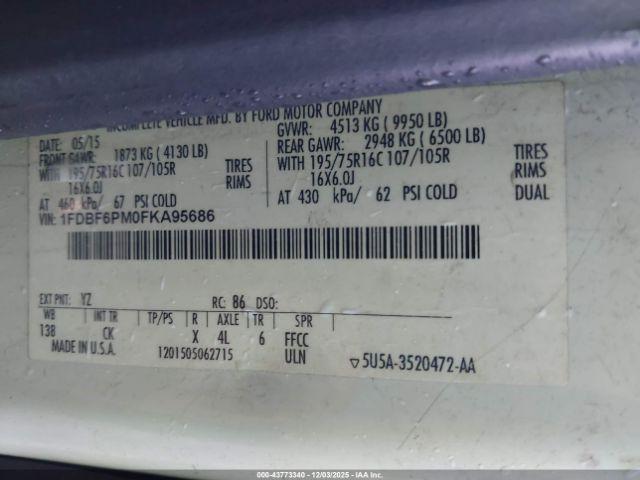 INCOMPLETE VEHICLE MFD. BY FORD MOTOR COMPANY
DATE: 05/15 GVWR: 4513 KG ( 9950 LB)
FRONT GAWR: 1873 KG ( 4130 LB) REAR GAWR: 2948 KG ( 6500 LB)
WITH 195/75R16C 107/105R TIRES WITH 195/75R16C 107/105R TIRES
16X6.0J RIMS 16X6.0J RIMS
AT 460 kPa/ 67 PSI COLD AT 430 kPa/ 62 PSI COLD DUAL
VIN: 1FDBF6PM0FKA95686
EXT PNT: YZ RC: 86 DSO:
WB INT TR TP/PS R AXLE TR SPR
138 CK X 4L 6 FFCC
MADE IN U.S.A. 1201505062715 ULN ▽5U5A-3520472-AA
000-43773340 - 12/03/2025 - IAAI.com